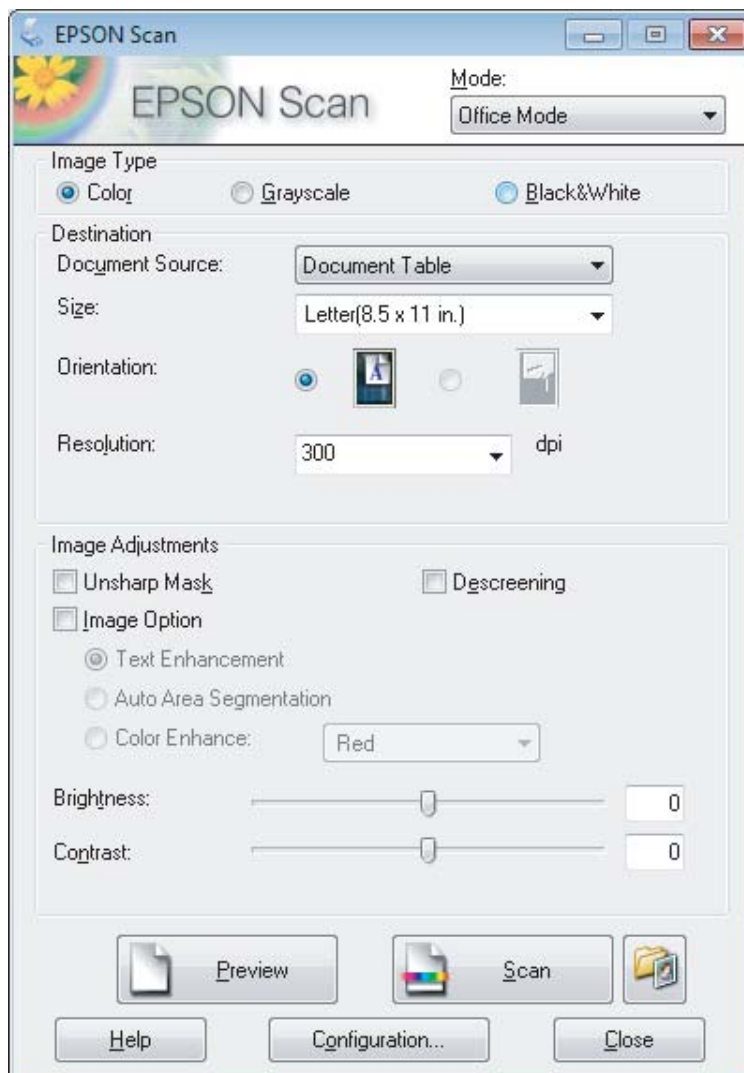 EPSON Scan
EPSON Scan
Mode:
Office Mode
Image Type
Color Grayscale Black&White
Destination
Document Source: Document Table
Size: Letter(8.5 x 11 in.)
Orientation: A
Resolution: 300 dpi
Image Adjustments
Unsharp Mask Descreening
Image Option
Text Enhancement
Auto Area Segmentation
Color Enhance: Red
Brightness: 0
Contrast: 0
Preview Scan
Help Configuration... Close